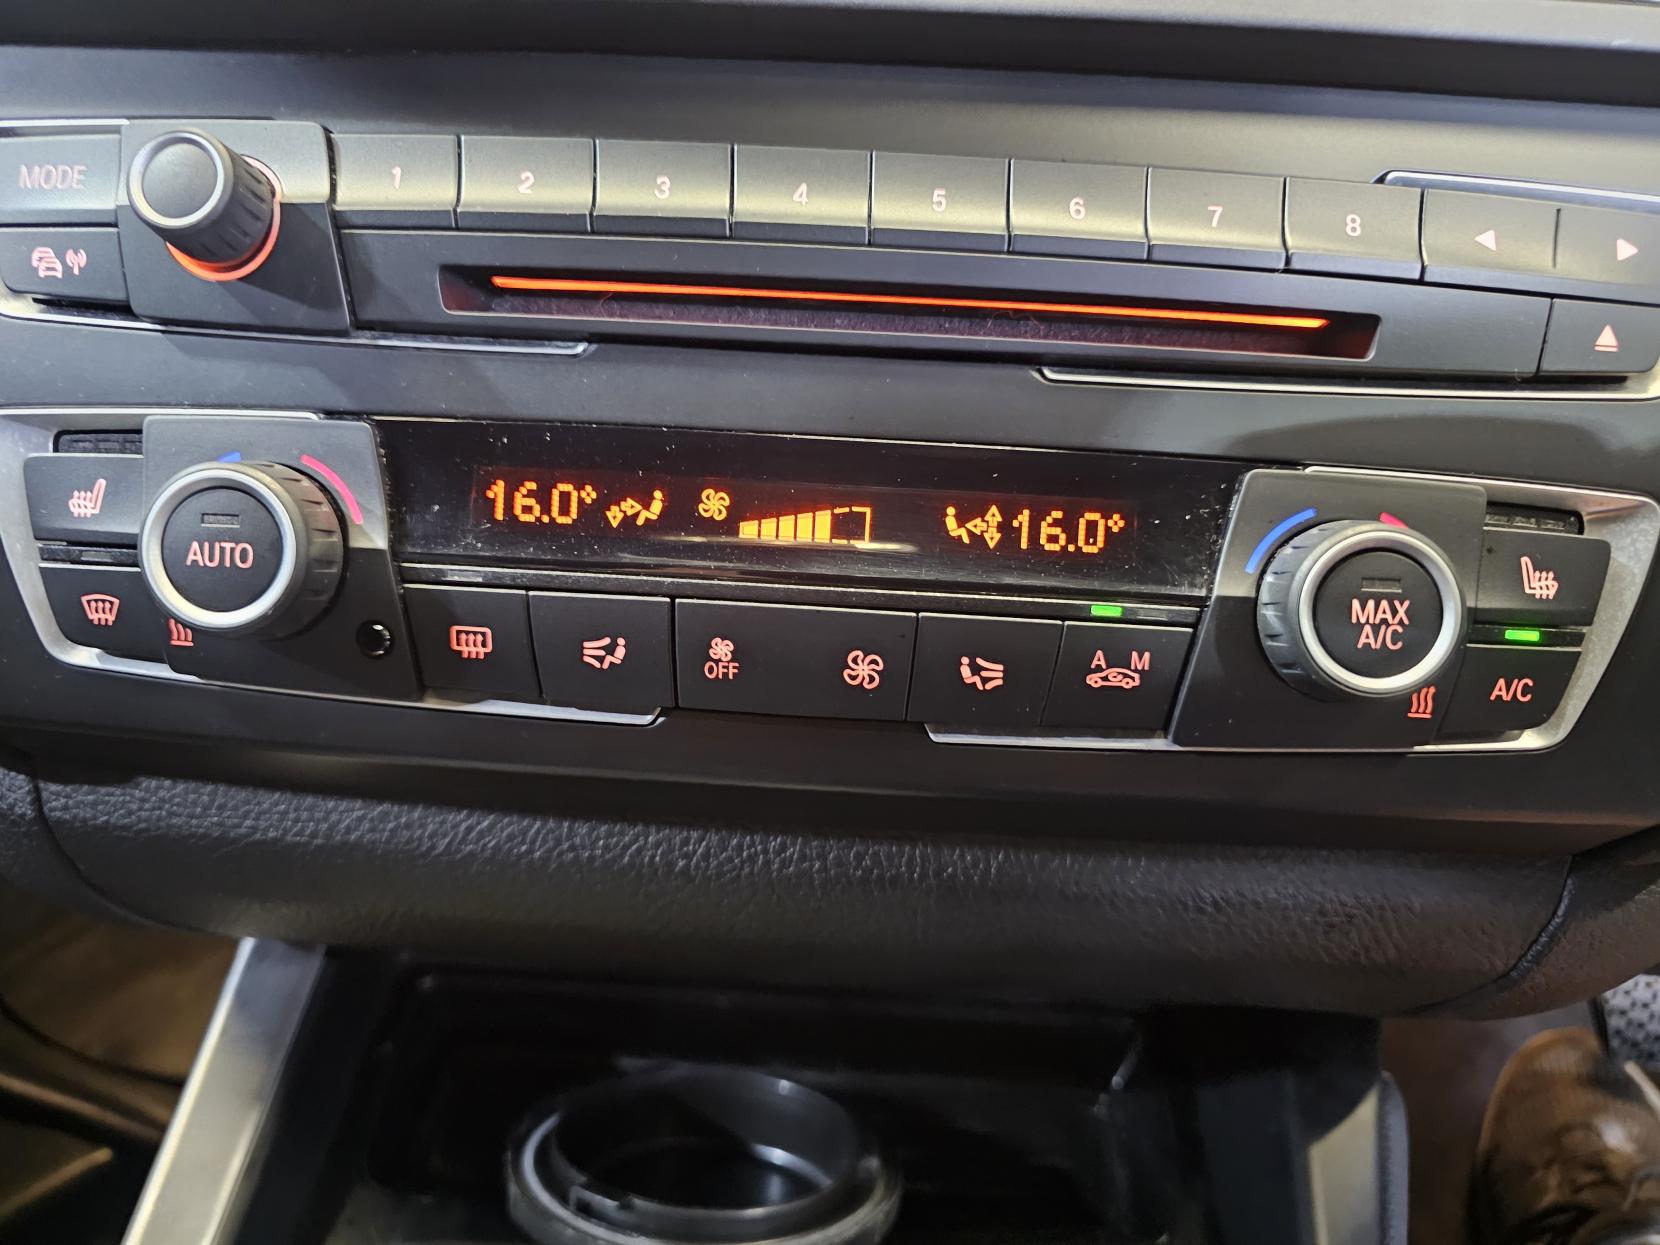 MODE
1 2 3 4 5 6 7 8
16.0° 16.0°
AUTO
MAX
A/C
OFF
A M
A/C